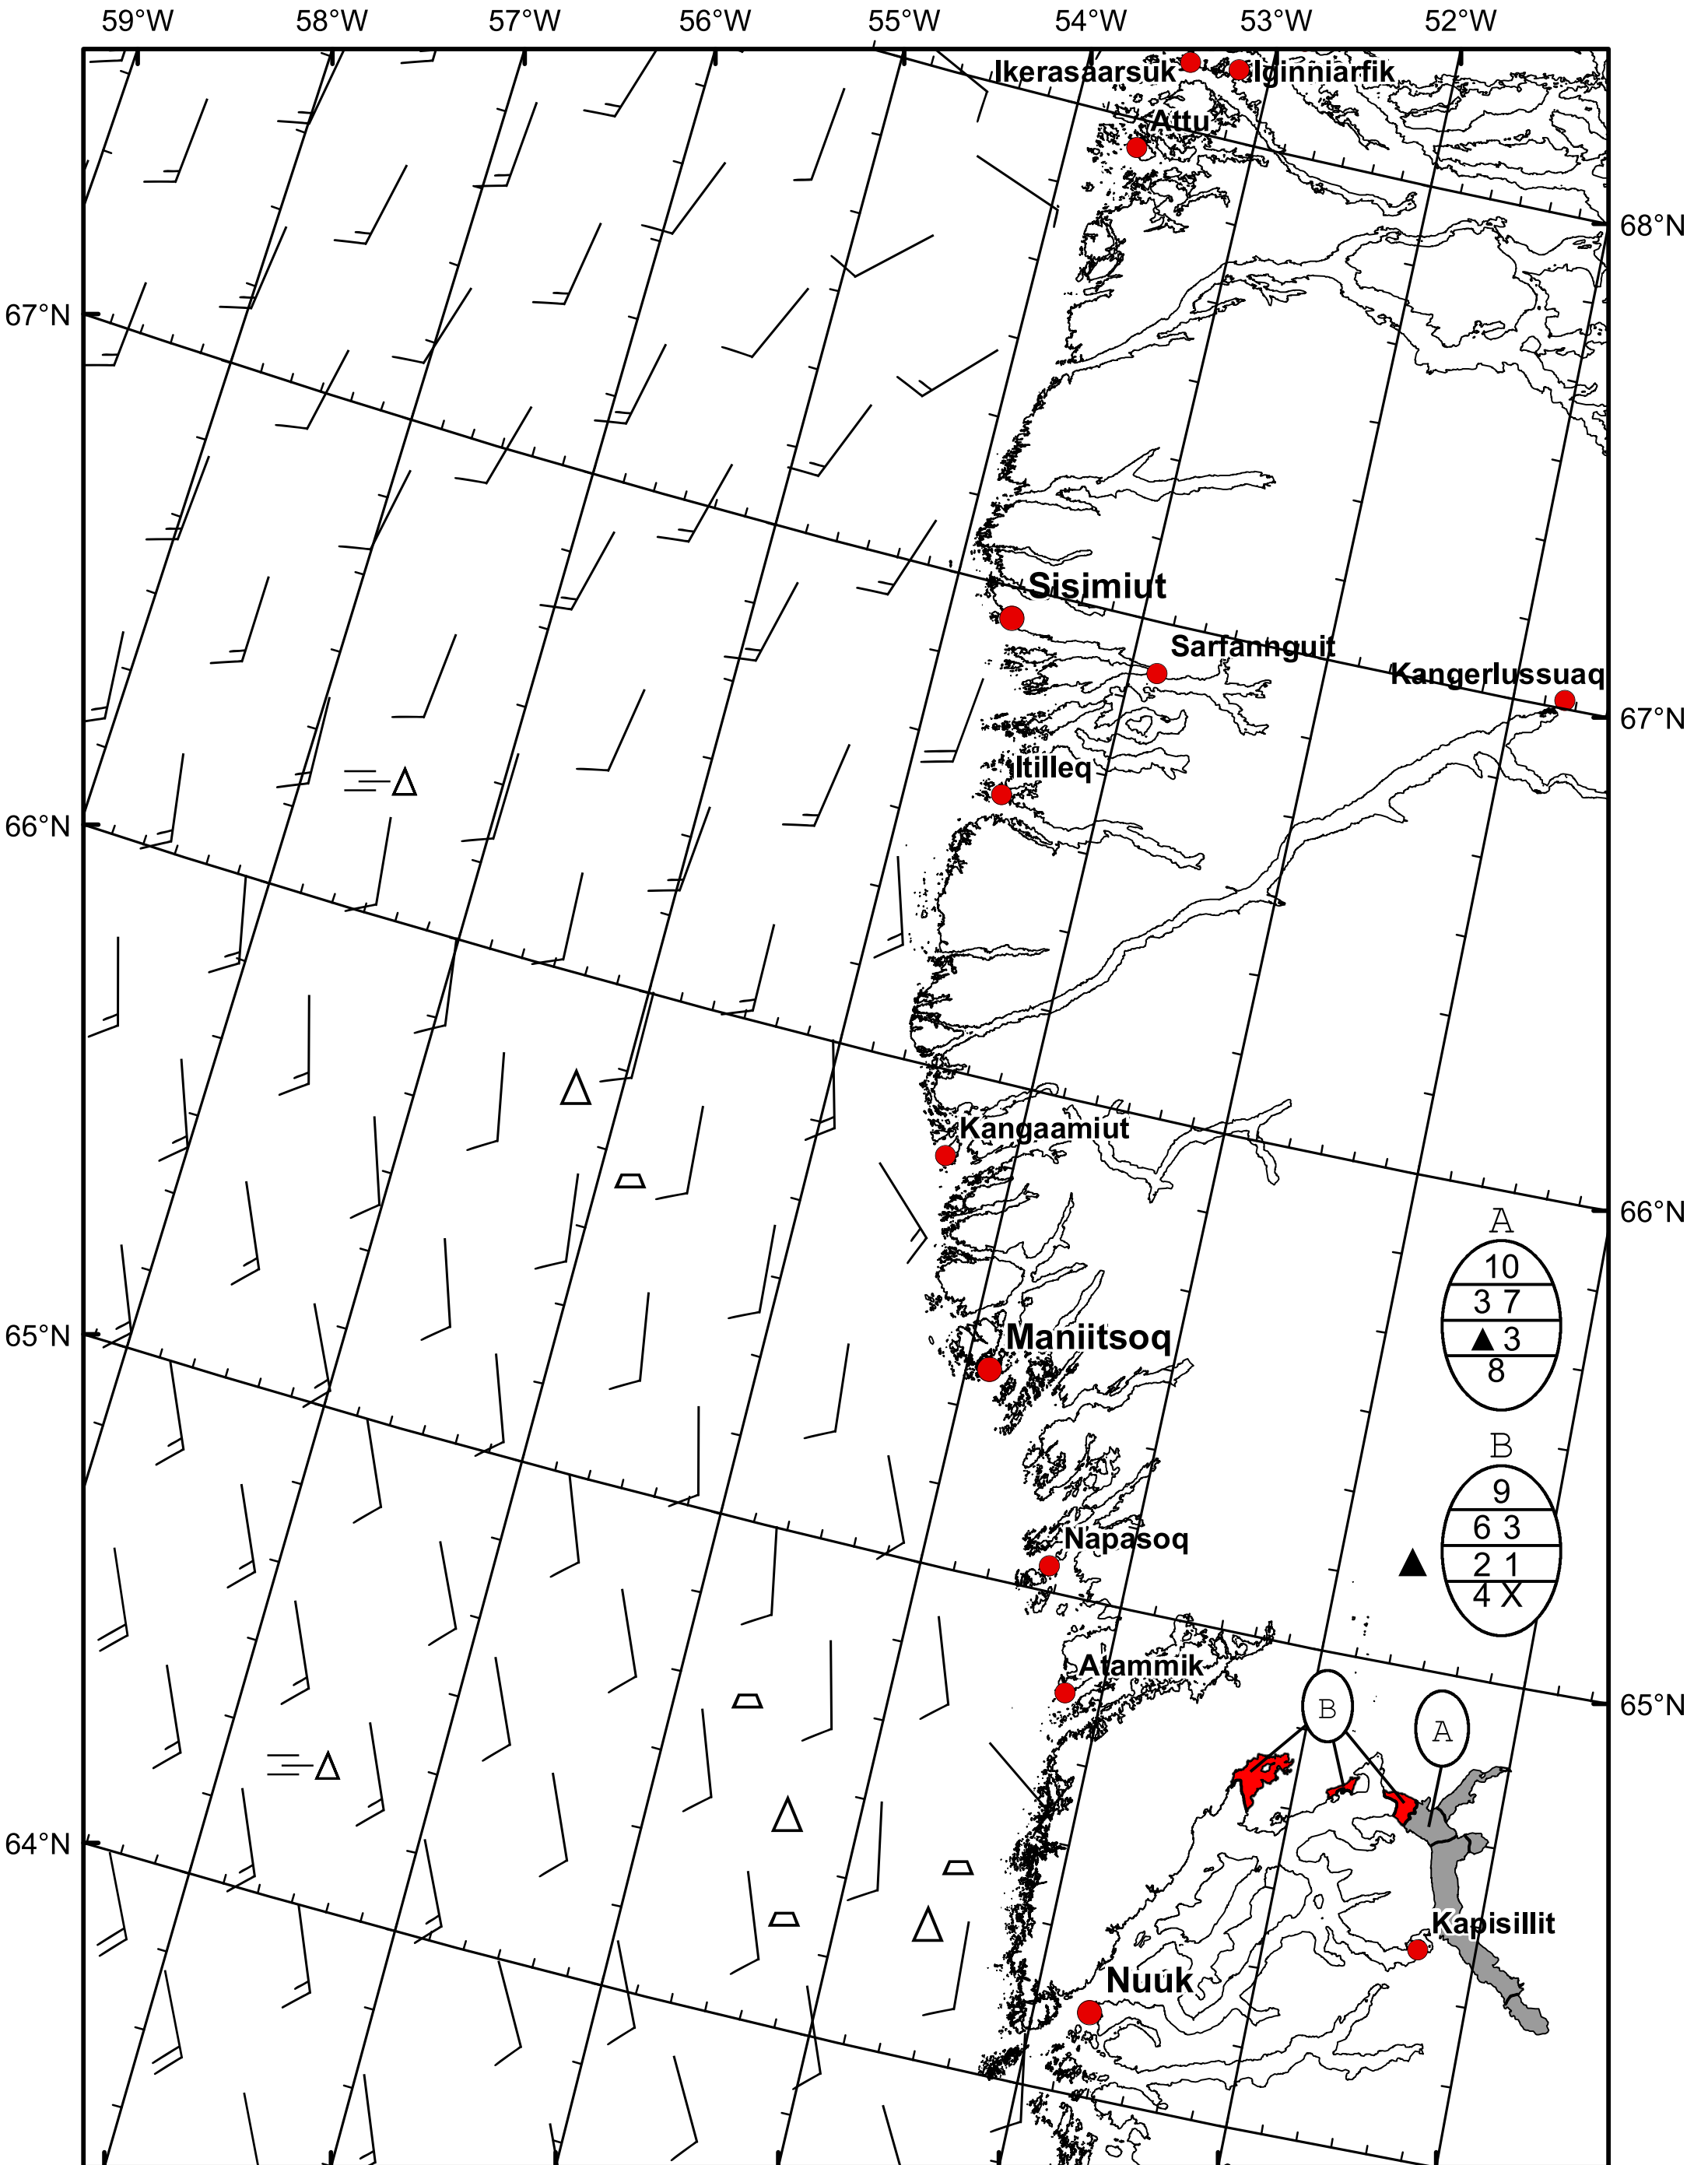 59°W 58°W 57°W 56°W 55°W 54°W 53°W 52°W
Ikerasaarsuk Iginniarfik
Attu
68°N
67°N
Sisimiut
Sarfannguit
Kangerlussuaq
67°N
Itilleq
66°N
Kangaamiut
66°N
A
10
3 7
▲ 3
8
65°N
Maniitsoq
B
9
6 3
▲ 2 1
4 X
Napasoq
Atammik
65°N
B
A
64°N
Kapisillit
Nuuk